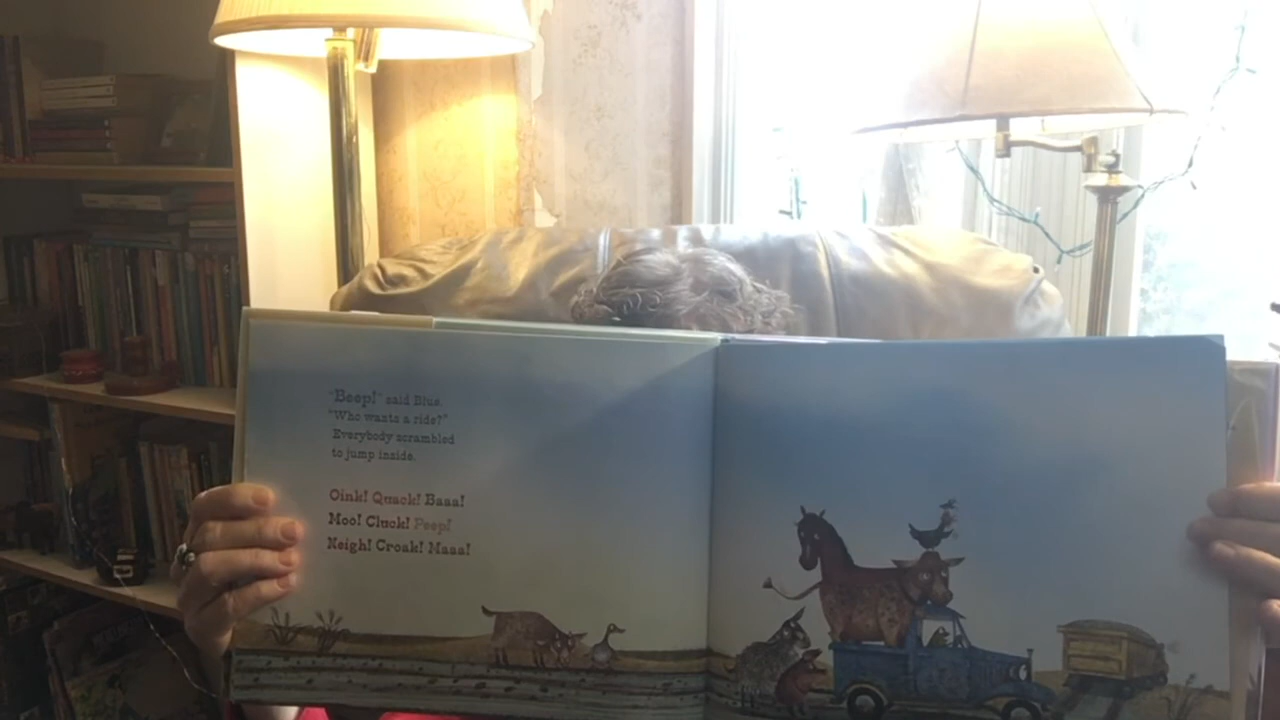 "Beep!" said Blue.
"Who wants a ride?"
Everybody scrambled
to jump inside.
Oink! Quack! Baaa!
Moo! Cluck! Peep!
Neigh! Croak! Maaa!